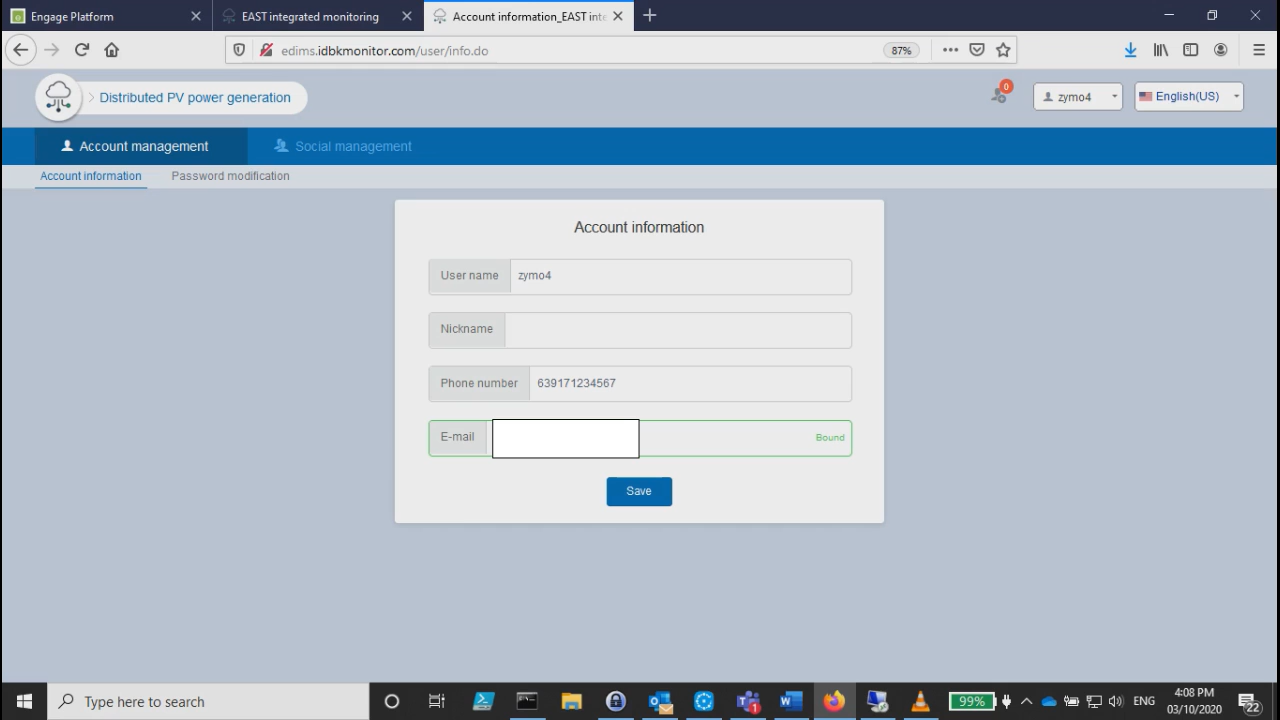 Engage Platform
EAST integrated monitoring
Account information_EAST inte
edims.idbkmonitor.com/user/info.do
87%
Distributed PV power generation
0
zymo4
English(US)
Account management
Social management
Account information
Password modification
Account information
User name
zymo4
Nickname
Phone number
639171234567
E-mail
Bound
Save
Type here to search
1
99%
ENG
4:08 PM
03/10/2020
22